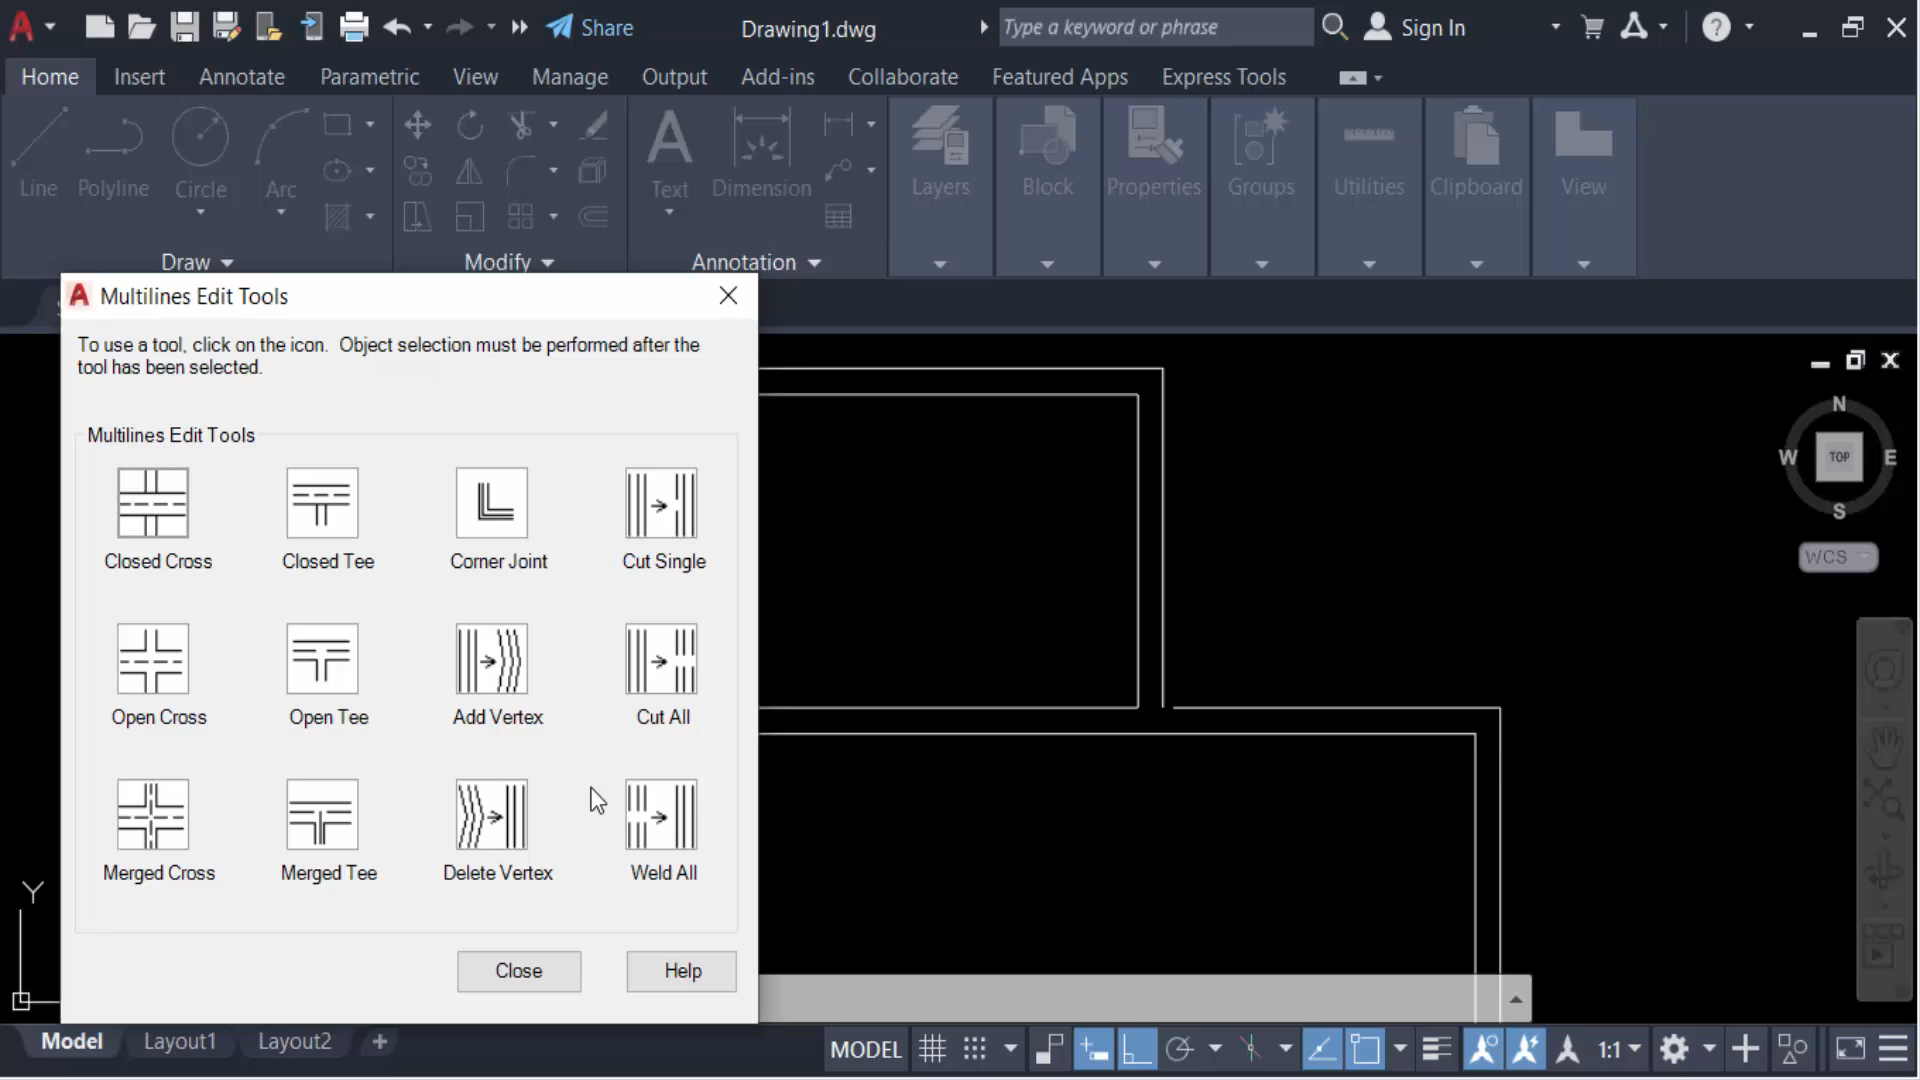 Share
Drawing1.dwg
Type a keyword or phrase
Sign In
Home
Insert
Annotate
Parametric
View
Manage
Output
Add-ins
Collaborate
Featured Apps
Express Tools
Line
Polyline
Circle
Arc
Text
Dimension
Layers
Block
Properties
Groups
Utilities
Clipboard
View
Draw
Modify
Annotation
Multilines Edit Tools
To use a tool, click on the icon. Object selection must be performed after the
tool has been selected.
Multilines Edit Tools
Closed Cross
Closed Tee
Corner Joint
Cut Single
Open Cross
Open Tee
Add Vertex
Cut All
Merged Cross
Merged Tee
Delete Vertex
Weld All
Close
Help
N
W
TOP
E
S
WCS
Y
Model
Layout1
Layout2
MODEL
1:1